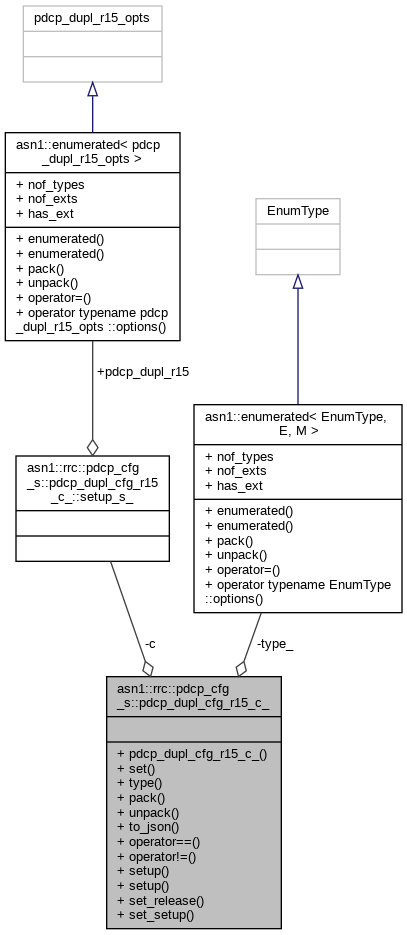 pdcp_dupl_r15_opts
asn1::enumerated< pdcp
_dupl_r15_opts >
+ nof_types
+ nof_exts
+ has_ext
+ enumerated()
+ enumerated()
+ pack()
+ unpack()
+ operator=()
+ operator typename pdcp
_dupl_r15_opts ::options()
EnumType
+pdcp_dupl_r15
asn1::enumerated< EnumType,
E, M >
+ nof_types
+ nof_exts
+ has_ext
+ enumerated()
+ enumerated()
+ pack()
+ unpack()
+ operator=()
+ operator typename EnumType
::options()
asn1::rrc::pdcp_cfg
_s::pdcp_dupl_cfg_r15
_c_::setup_s_
-c
-type_
asn1::rrc::pdcp_cfg
_s::pdcp_dupl_cfg_r15_c_
+ pdcp_dupl_cfg_r15_c_()
+ set()
+ type()
+ pack()
+ unpack()
+ to_json()
+ operator==()
+ operator!=()
+ setup()
+ setup()
+ set_release()
+ set_setup()